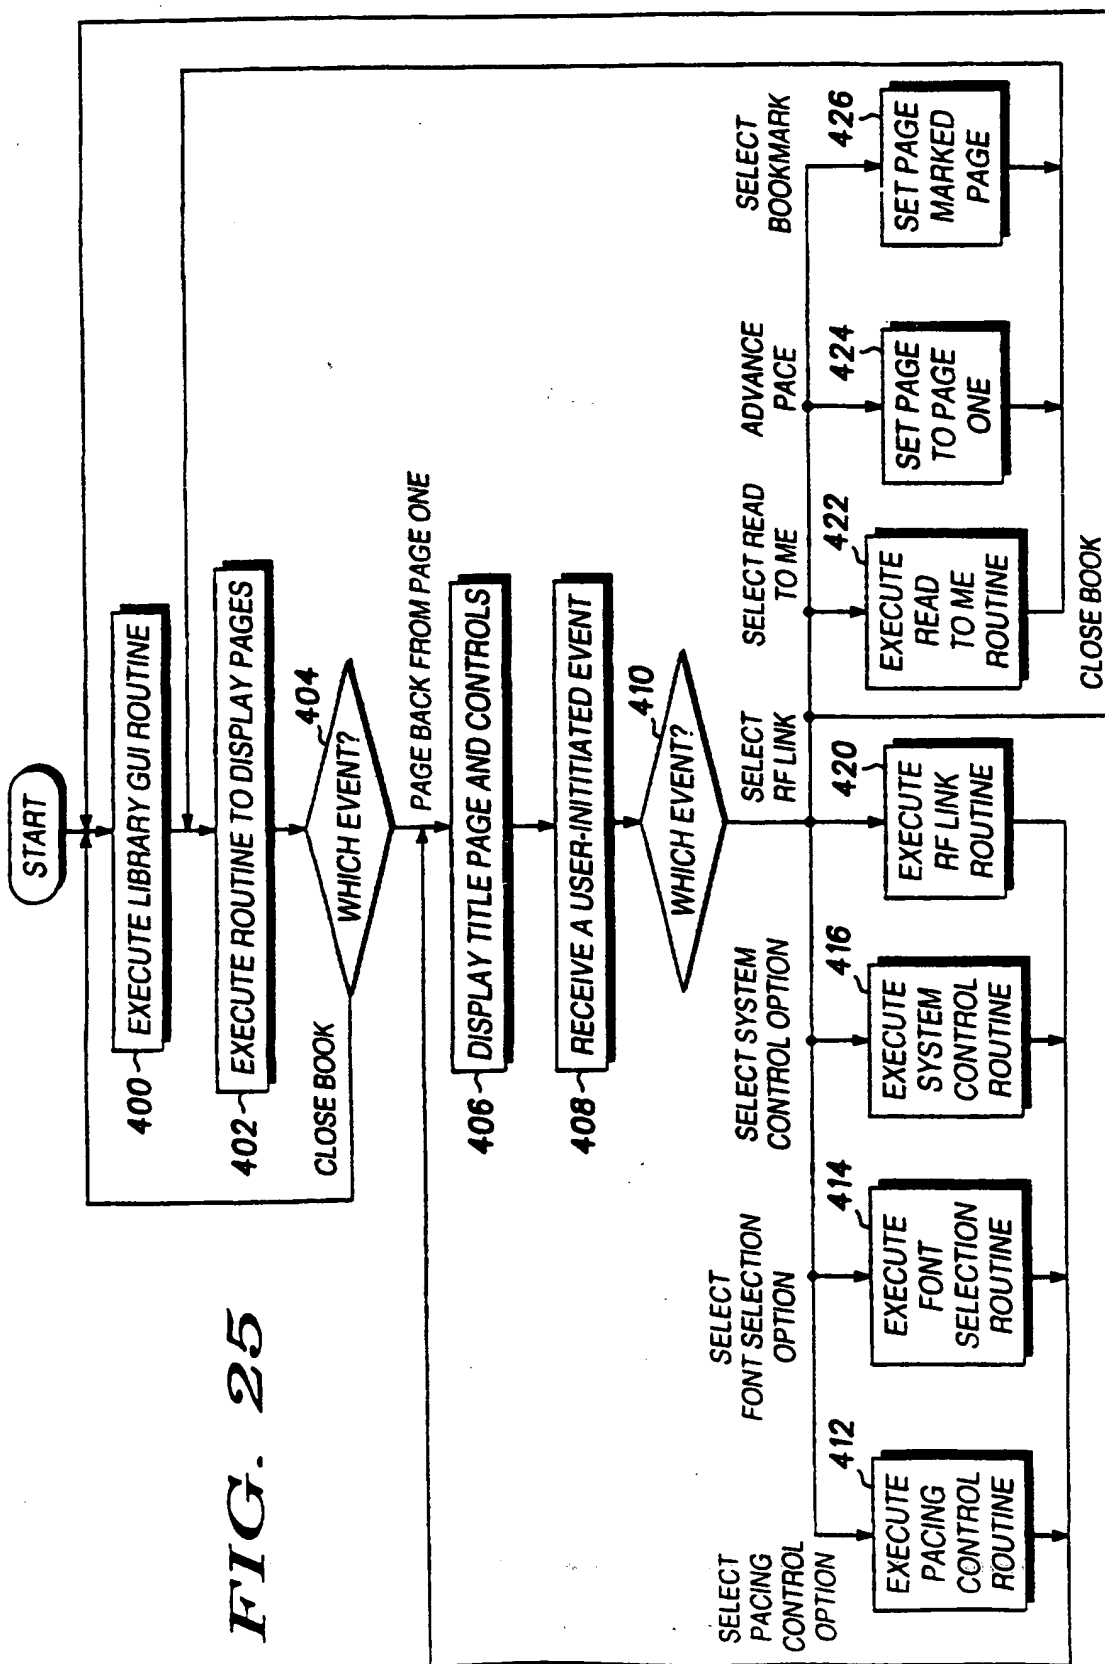 FIG. 25
START
EXECUTE LIBRARY GUI ROUTINE
400
EXECUTE ROUTINE TO DISPLAY PAGES
402
WHICH EVENT?
404
CLOSE BOOK
PAGE BACK FROM PAGE ONE
DISPLAY TITLE PAGE AND CONTROLS
406
RECEIVE A USER-INITITIATED EVENT
408
WHICH EVENT?
410
SELECT
PACING
CONTROL
OPTION
412
EXECUTE
PACING
CONTROL
ROUTINE
SELECT
FONT SELECTION
OPTION
414
EXECUTE
FONT
SELECTION
ROUTINE
SELECT SYSTEM
CONTROL OPTION
416
EXECUTE
SYSTEM
CONTROL
ROUTINE
SELECT
RF LINK
420
EXECUTE
RF LINK
ROUTINE
SELECT READ
TO ME
422
EXECUTE
READ
TO ME
ROUTINE
ADVANCE
PACE
424
SET PAGE
TO PAGE
ONE
SELECT
BOOKMARK
426
SET PAGE
MARKED
PAGE
CLOSE BOOK